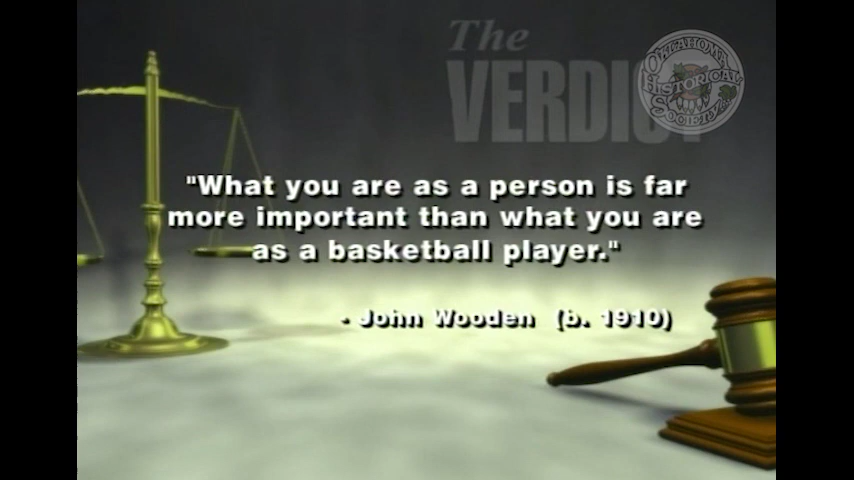 The
VERDICT
OKLAHOMA
HISTORICAL
SOCIETY
"What you are as a person is far
more important than what you are
as a basketball player."
- John Wooden (b. 1910)